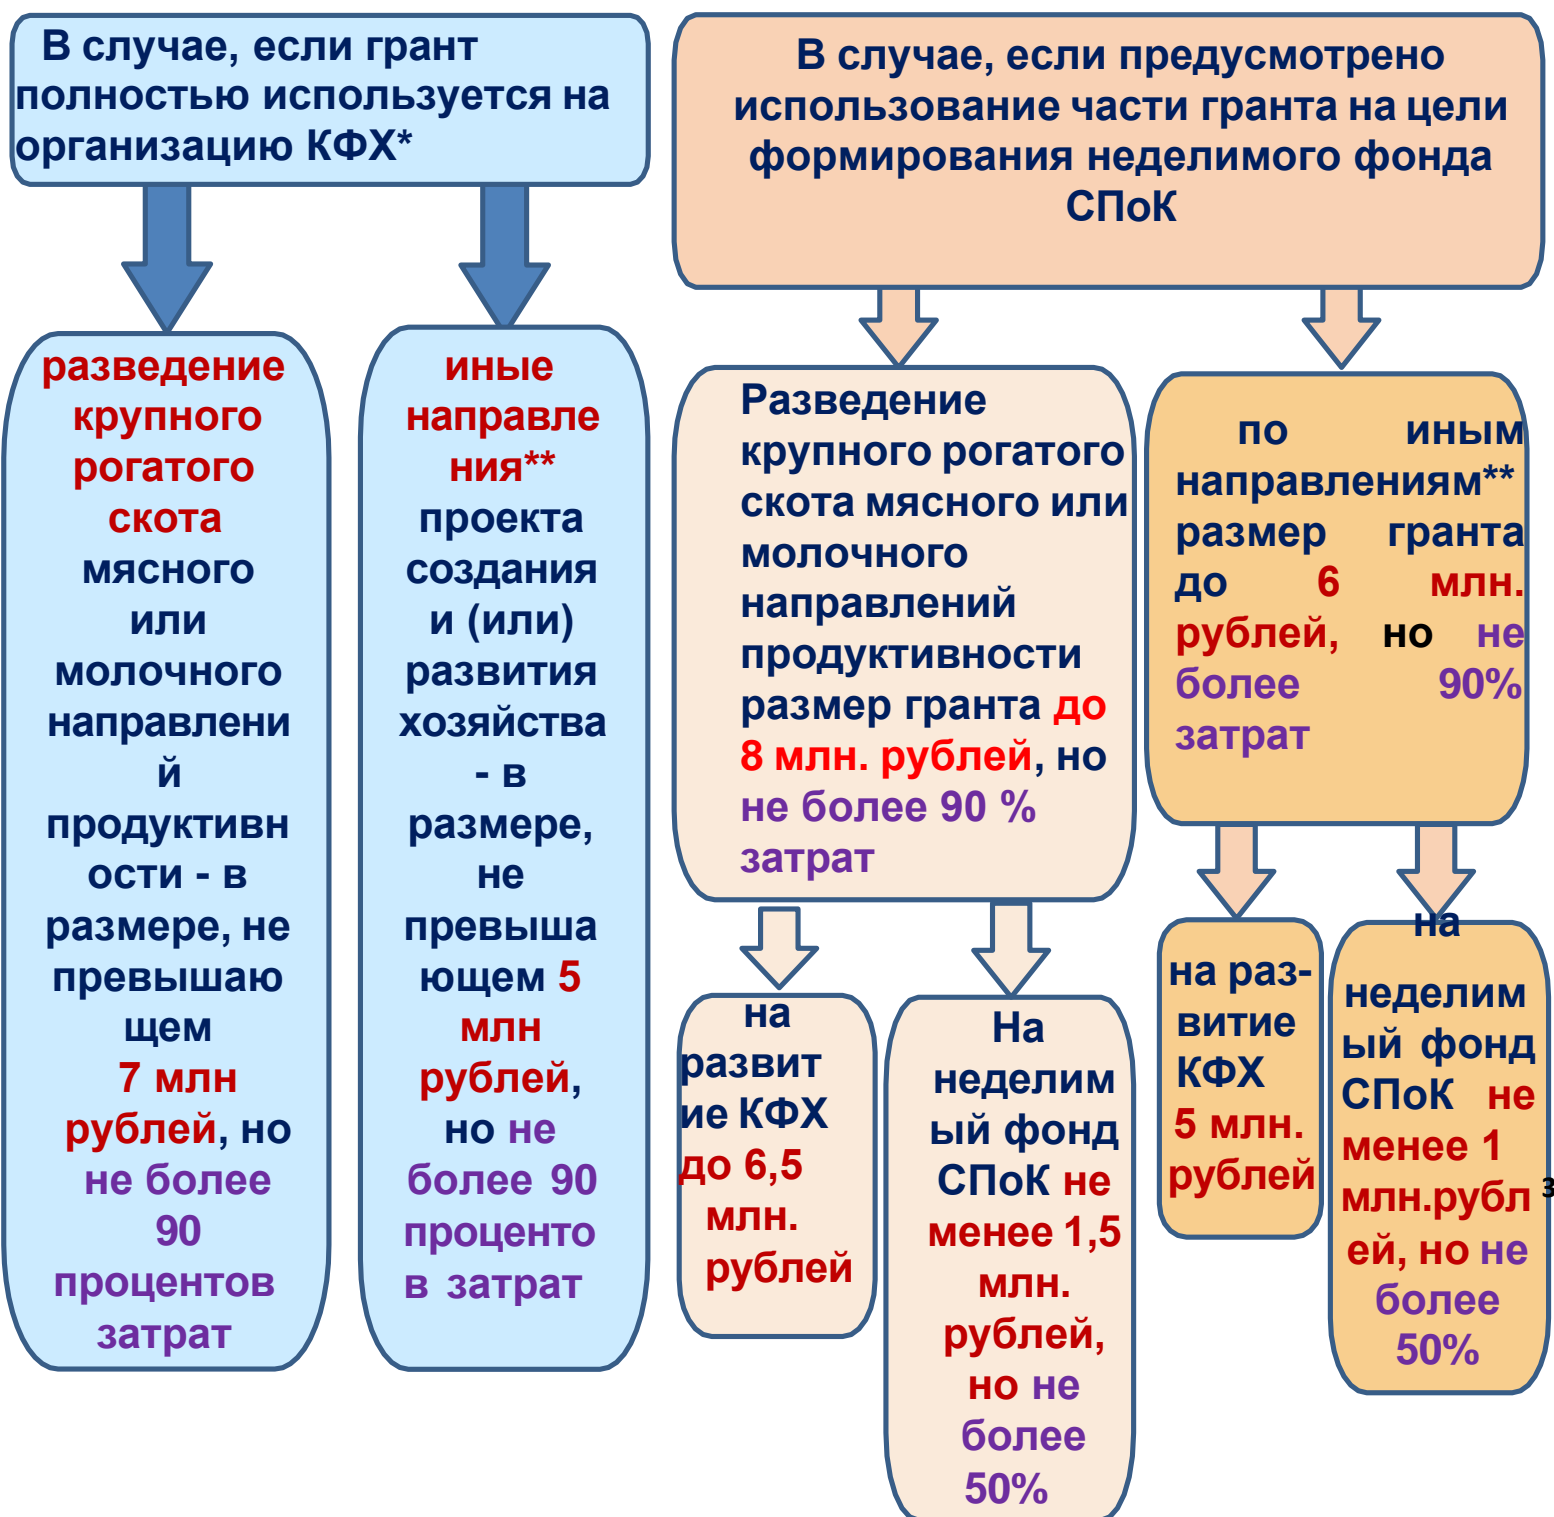 В случае, если грант
полностью используется на
организацию КФХ*
В случае, если предусмотрено
использование части гранта на цели
формирования неделимого фонда
СПоК
разведение
крупного
рогатого
скота
мясного
или
молочного
направлени
й
продуктивн
ости - в
размере, не
превышаю
щем
7 млн
рублей, но
не более
90
процентов
затрат
иные
направле
ния**
проекта
создания
и (или)
развития
хозяйства
- в
размере,
не
превыша
ющем 5
млн
рублей,
но не
более 90
проценто
в затрат
Разведение
крупного рогатого
скота мясного или
молочного
направлений
продуктивности
размер гранта до
8 млн. рублей, но
не более 90 %
затрат
по иным
направлениям**
размер гранта
до 6 млн.
рублей, но не
более 90%
затрат
на
развит
ие КФХ
до 6,5
млн.
рублей
На
неделим
ый фонд
СПоК не
менее 1,5
млн.
рублей,
но не
более
50%
на раз-
витие
КФХ
5 млн.
рублей
на
неделим
ый фонд
СПоК не
менее 1
млн.рубл
ей, но не
более
50%
3